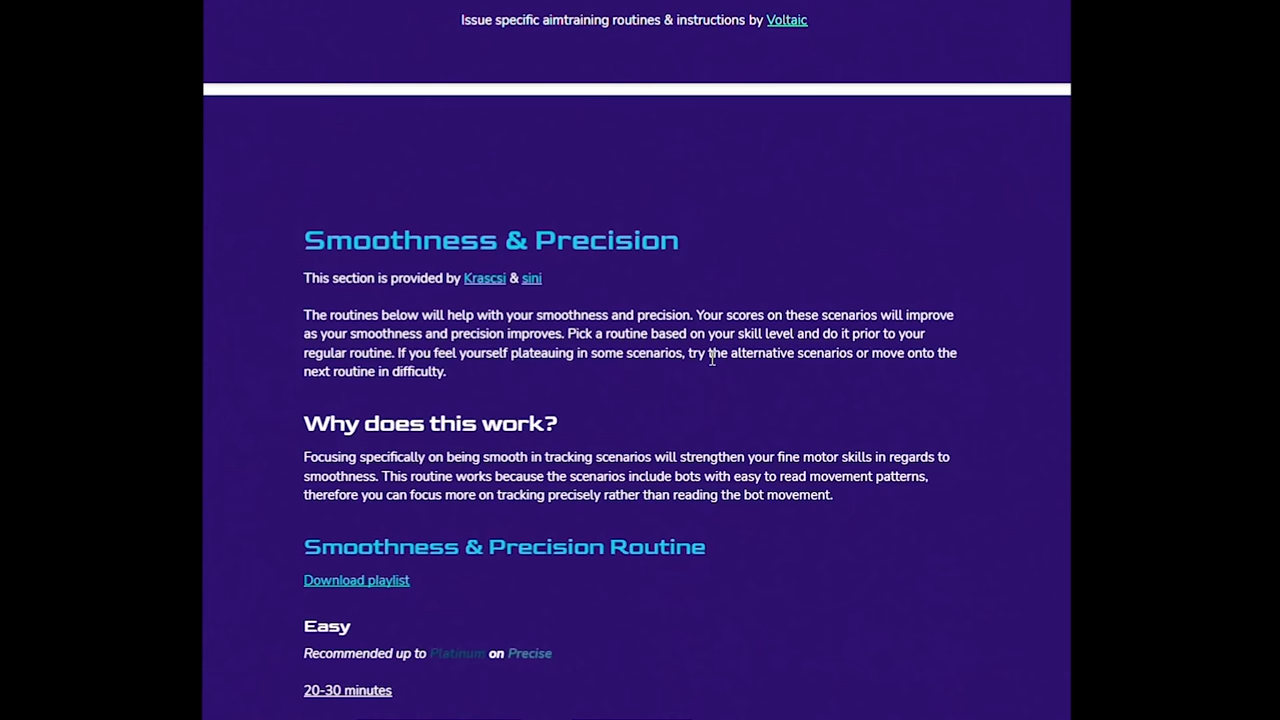 Issue specific aimtraining routines & instructions by Voltaic
Smoothness & Precision
This section is provided by Krascsi & sini
The routines below will help with your smoothness and precision. Your scores on these scenarios will improve
as your smoothness and precision improves. Pick a routine based on your skill level and do it prior to your
regular routine. If you feel yourself plateauing in some scenarios, try the alternative scenarios or move onto the
next routine in difficulty.
Why does this work?
Focusing specifically on being smooth in tracking scenarios will strengthen your fine motor skills in regards to
smoothness. This routine works because the scenarios include bots with easy to read movement patterns,
therefore you can focus more on tracking precisely rather than reading the bot movement.
Smoothness & Precision Routine
Download playlist
Easy
Recommended up to Platinum on Precise
20-30 minutes